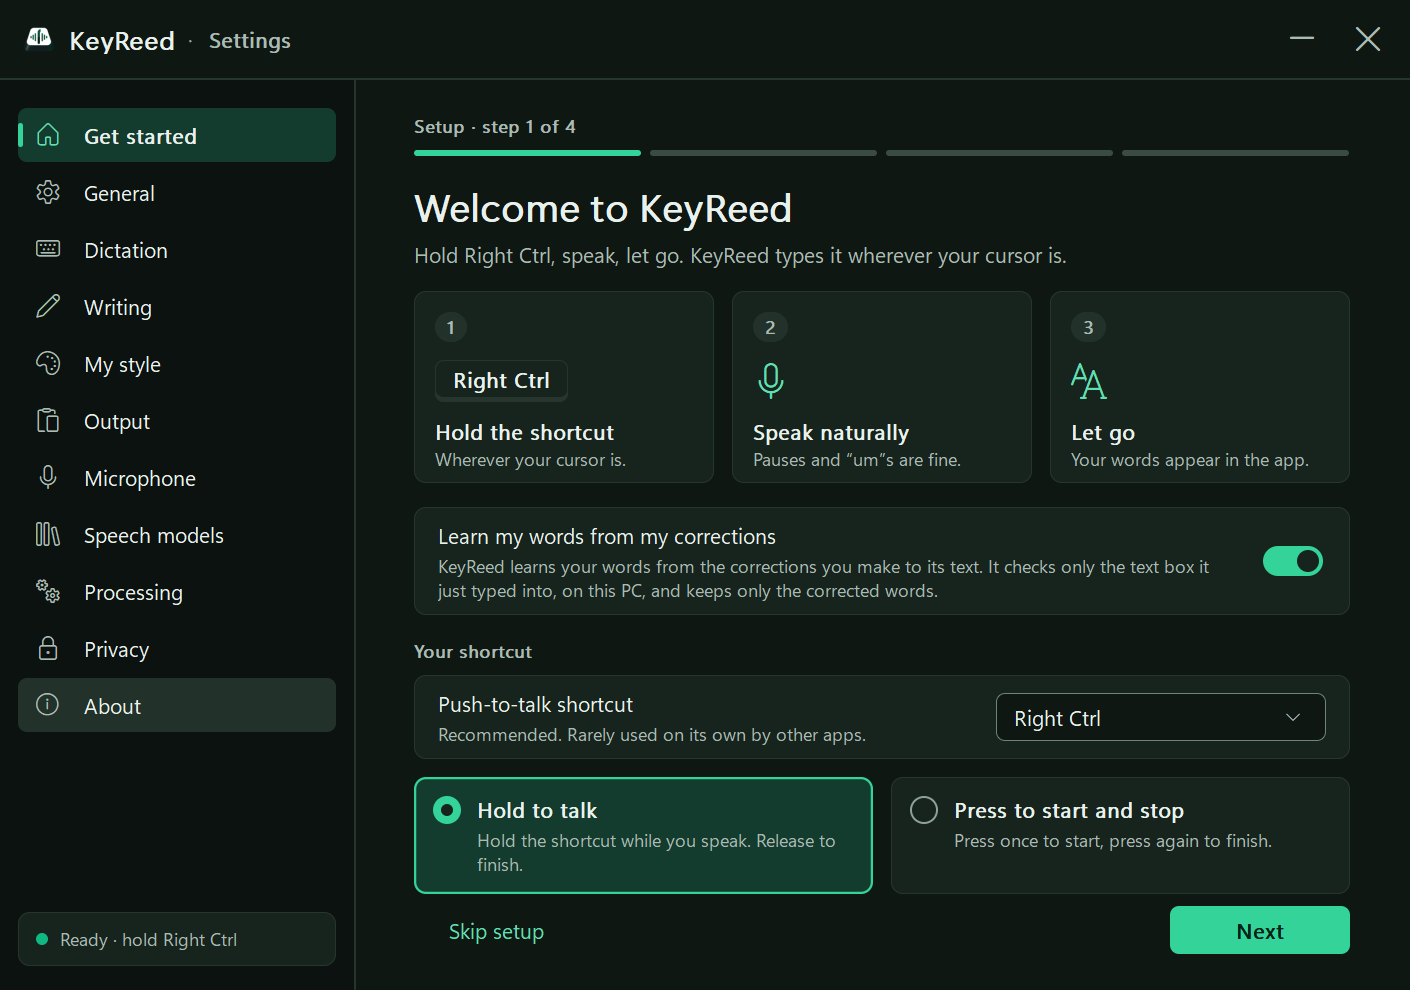 KeyReed · Settings
Get started
General
Dictation
Writing
My style
Output
Microphone
Speech models
Processing
Privacy
About
Ready · hold Right Ctrl
Setup · step 1 of 4
Welcome to KeyReed
Hold Right Ctrl, speak, let go. KeyReed types it wherever your cursor is.
1
Right Ctrl
Hold the shortcut
Wherever your cursor is.
2
Speak naturally
Pauses and “um”s are fine.
3
Let go
Your words appear in the app.
Learn my words from my corrections
KeyReed learns your words from the corrections you make to its text. It checks only the text box it
just typed into, on this PC, and keeps only the corrected words.
Your shortcut
Push-to-talk shortcut
Recommended. Rarely used on its own by other apps.
Right Ctrl
Hold to talk
Hold the shortcut while you speak. Release to
finish.
Press to start and stop
Press once to start, press again to finish.
Skip setup
Next